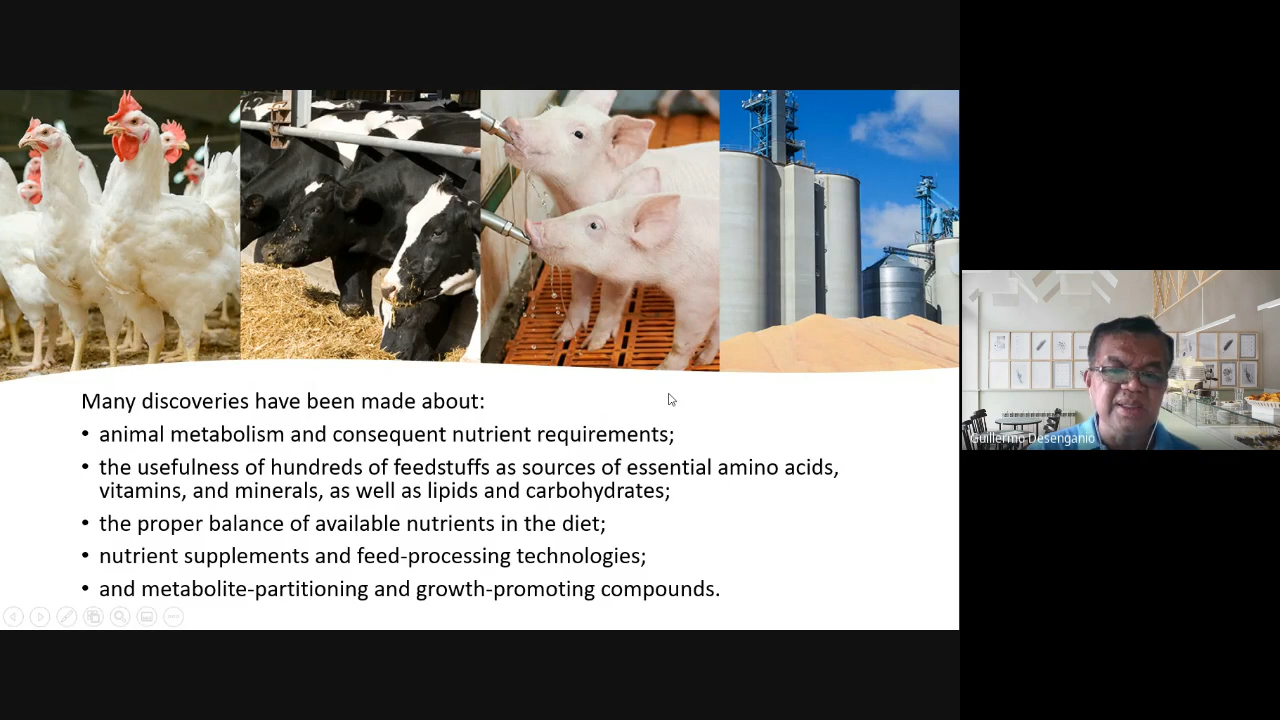 Many discoveries have been made about:
• animal metabolism and consequent nutrient requirements;
• the usefulness of hundreds of feedstuffs as sources of essential amino acids,
vitamins, and minerals, as well as lipids and carbohydrates;
• the proper balance of available nutrients in the diet;
• nutrient supplements and feed-processing technologies;
• and metabolite-partitioning and growth-promoting compounds.
Guillermo Desenganio